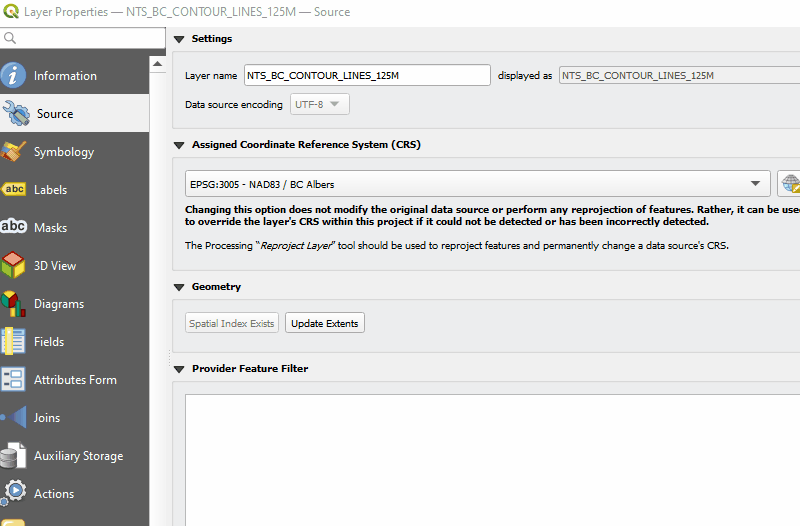 Layer Properties — NTS_BC_CONTOUR_LINES_125M — Source
Information
Source
Symbology
abc Labels
abc Masks
3D View
Diagrams
Fields
Attributes Form
Joins
Auxiliary Storage
Actions
Settings
Layer name NTS_BC_CONTOUR_LINES_125M displayed as NTS_BC_CONTOUR_LINES_125M
Data source encoding UTF-8
Assigned Coordinate Reference System (CRS)
EPSG:3005 - NAD83 / BC Albers
Changing this option does not modify the original data source or perform any reprojection of features. Rather, it can be used
to override the layer's CRS within this project if it could not be detected or has been incorrectly detected.
The Processing “Reproject Layer” tool should be used to reproject features and permanently change a data source's CRS.
Geometry
Spatial Index Exists Update Extents
Provider Feature Filter